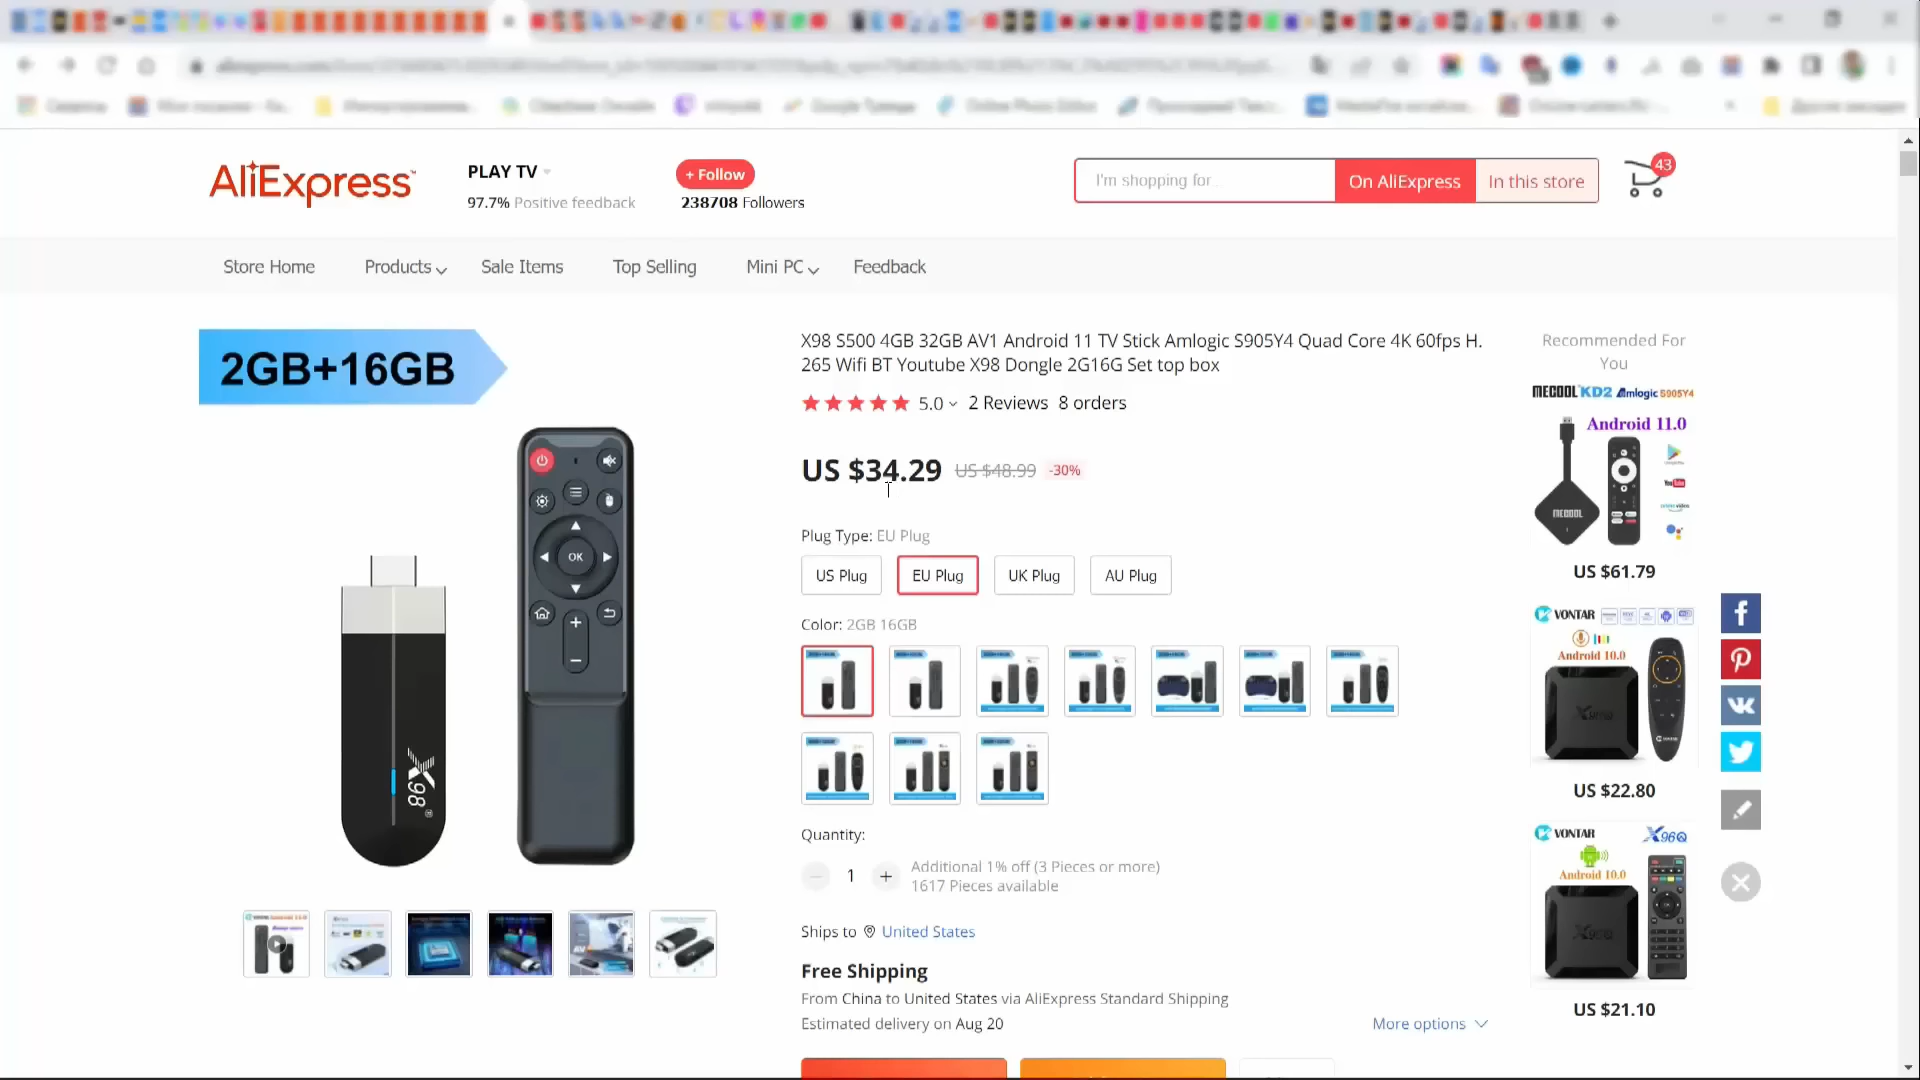 AliExpress
PLAY TV
97.7% Positive feedback
+ Follow
238708 Followers
I'm shopping for...
On AliExpress
In this store
43
Store Home
Products
Sale Items
Top Selling
Mini PC
Feedback
2GB+16GB
OK
X98
X98 S500 4GB 32GB AV1 Android 11 TV Stick Amlogic S905Y4 Quad Core 4K 60fps H.
265 Wifi BT Youtube X98 Dongle 2G16G Set top box
5.0
2 Reviews
8 orders
US $34.29
US $48.99
-30%
Plug Type: EU Plug
US Plug
EU Plug
UK Plug
AU Plug
Color: 2GB 16GB
Quantity:
1
Additional 1% off (3 Pieces or more)
1617 Pieces available
Ships to
United States
Free Shipping
From China to United States via AliExpress Standard Shipping
Estimated delivery on Aug 20
More options
Recommended For
You
MECOOL KD2 Amlogic S905Y4
Android 11.0
MECOOL
US $61.79
VONTAR
Android 10.0
US $22.80
VONTAR
X96Q
Android 10.0
X96Q
US $21.10